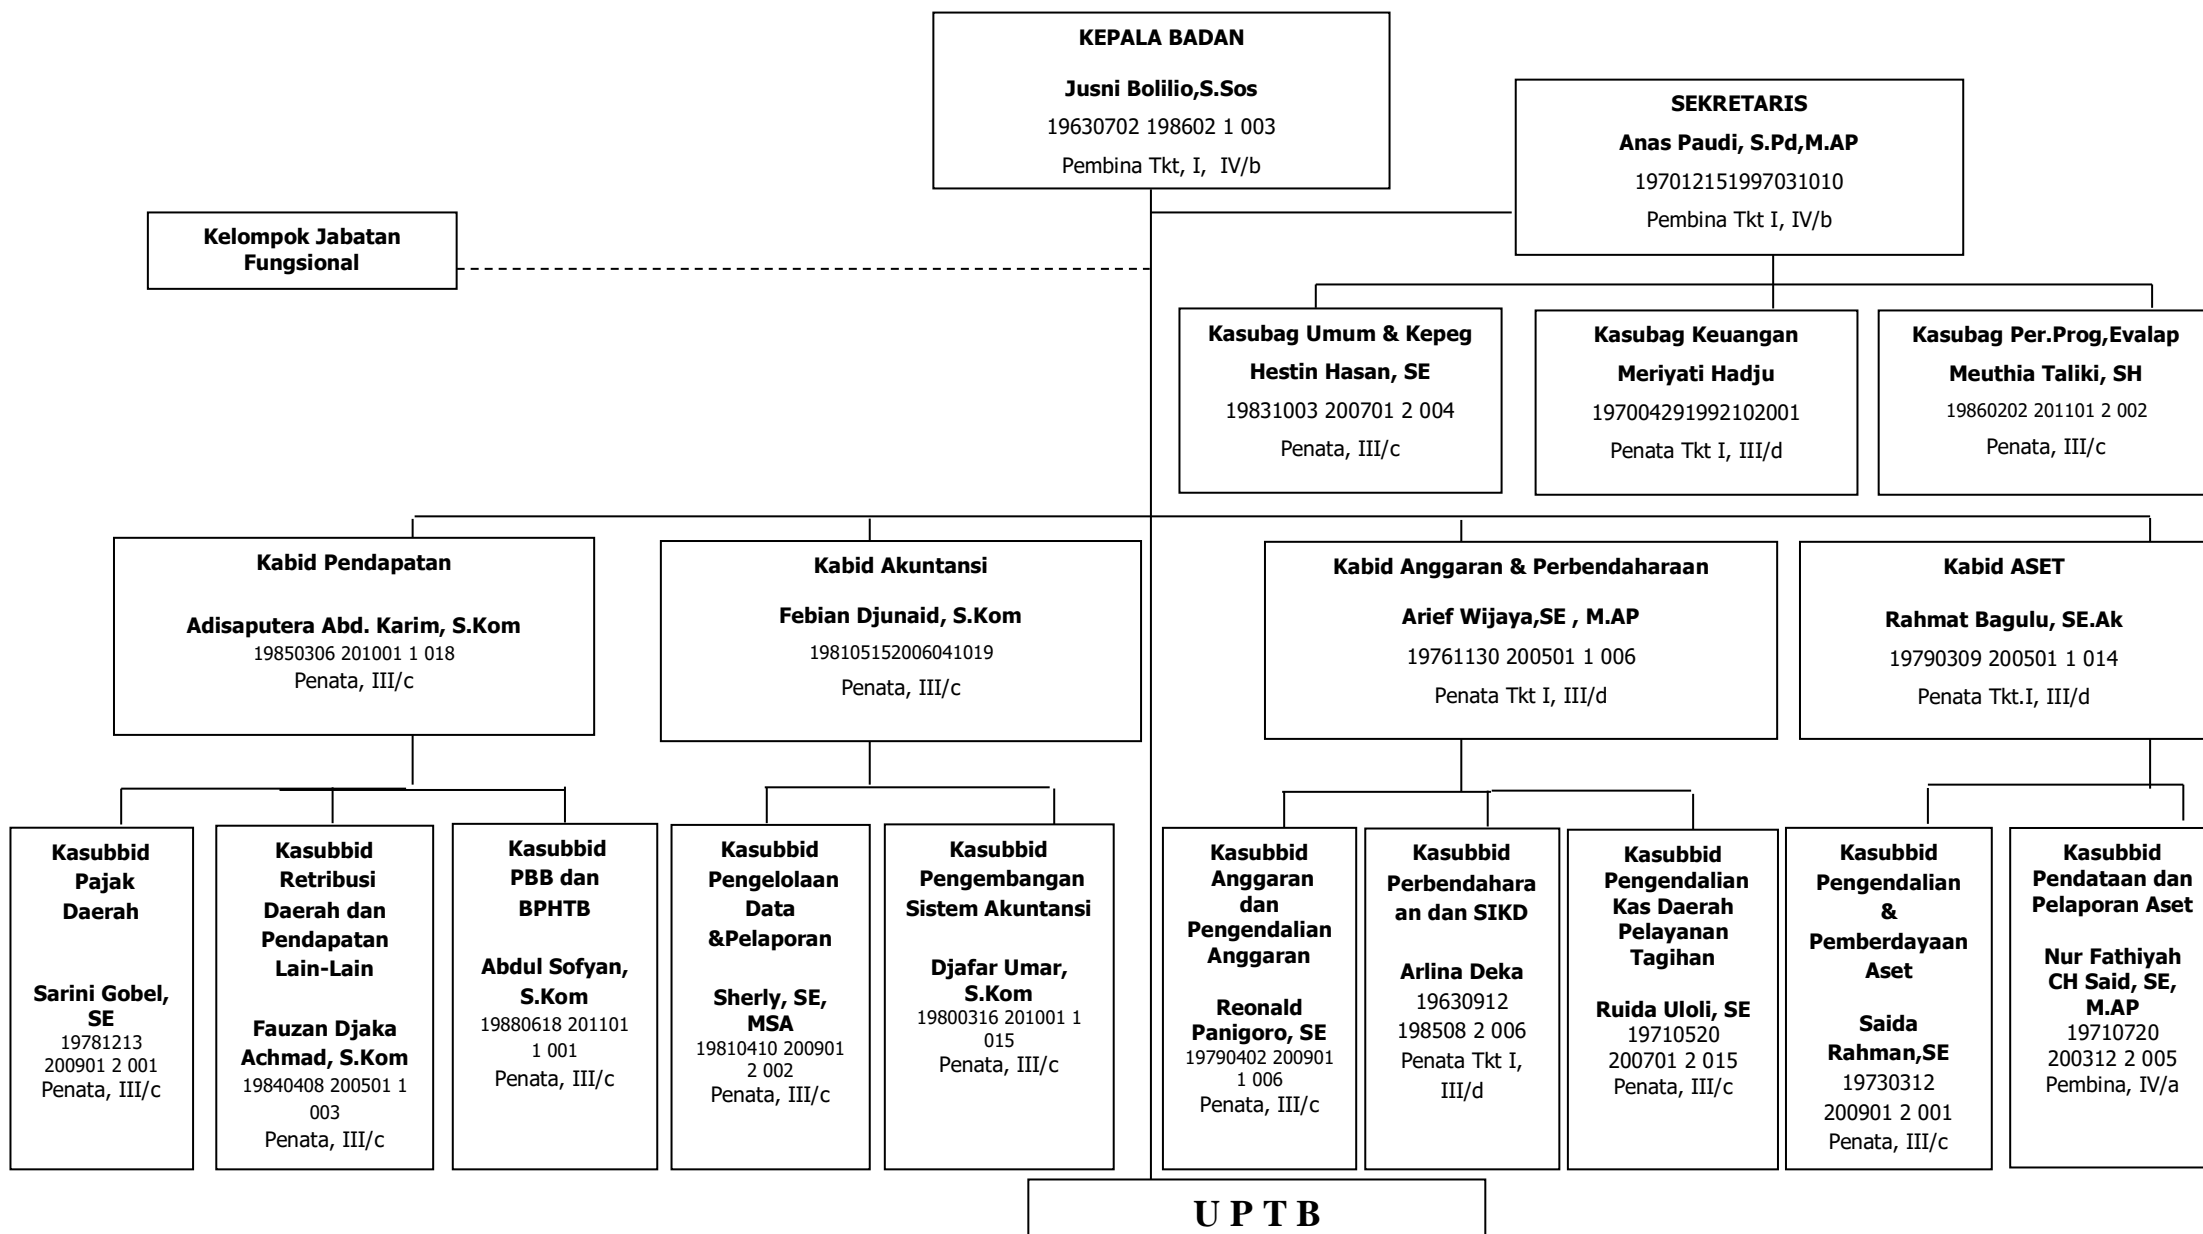 KEPALA BADAN
Jusni Bolilio,S.Sos
19630702 198602 1 003
Pembina Tkt, I,  IV/b
SEKRETARIS
Anas Paudi, S.Pd,M.AP
197012151997031010
Pembina Tkt I, IV/b
Kelompok Jabatan
Fungsional
Kasubag Umum & Kepeg
Hestin Hasan, SE
19831003 200701 2 004
Penata, III/c
Kasubag Keuangan
Meriyati Hadju
197004291992102001
Penata Tkt I, III/d
Kasubag Per.Prog,Evalap
Meuthia Taliki, SH
19860202 201101 2 002
Penata, III/c
Kabid Pendapatan
Adisaputera Abd. Karim, S.Kom
19850306 201001 1 018
Penata, III/c
Kabid Akuntansi
Febian Djunaid, S.Kom
198105152006041019
Penata, III/c
Kabid Anggaran & Perbendaharaan
Arief Wijaya,SE , M.AP
19761130 200501 1 006
Penata Tkt I, III/d
Kabid ASET
Rahmat Bagulu, SE.Ak
19790309 200501 1 014
Penata Tkt.I, III/d
Kasubbid
Pajak
Daerah
Sarini Gobel,
SE
19781213
200901 2 001
Penata, III/c
Kasubbid
Retribusi
Daerah dan
Pendapatan
Lain-Lain
Fauzan Djaka
Achmad, S.Kom
19840408 200501 1
003
Penata, III/c
Kasubbid
PBB dan
BPHTB
Abdul Sofyan,
S.Kom
19880618 201101
1 001
Penata, III/c
Kasubbid
Pengelolaan
Data
&Pelaporan
Sherly, SE,
MSA
19810410 200901
2 002
Penata, III/c
Kasubbid
Pengembangan
Sistem Akuntansi
Djafar Umar,
S.Kom
19800316 201001 1
015
Penata, III/c
Kasubbid
Anggaran
dan
Pengendalian
Anggaran
Reonald
Panigoro, SE
19790402 200901
1 006
Penata, III/c
Kasubbid
Perbendahara
an dan SIKD
Arlina Deka
19630912
198508 2 006
Penata Tkt I,
III/d
Kasubbid
Pengendalian
Kas Daerah
Pelayanan
Tagihan
Ruida Uloli, SE
19710520
200701 2 015
Penata, III/c
Kasubbid
Pengendalian
&
Pemberdayaan
Aset
Saida
Rahman,SE
19730312
200901 2 001
Penata, III/c
Kasubbid
Pendataan dan
Pelaporan Aset
Nur Fathiyah
CH Said, SE,
M.AP
19710720
200312 2 005
Pembina, IV/a
U P T B